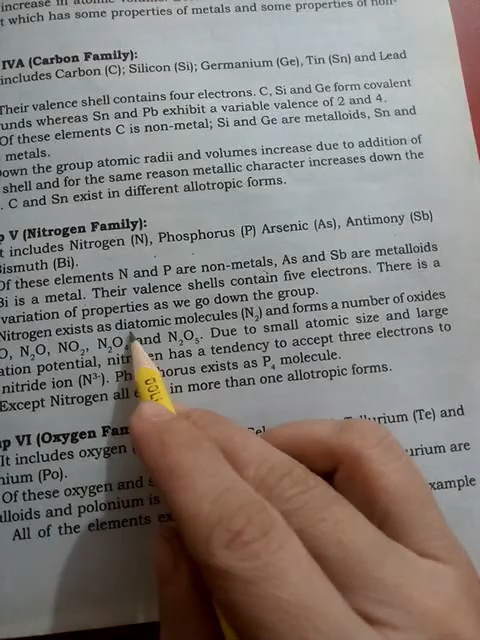 increase in atomic
t which has some properties of metals and some properties of non-
IVA (Carbon Family):
includes Carbon (C); Silicon (Si); Germanium (Ge), Tin (Sn) and Lead
Their valence shell contains four electrons. C, Si and Ge form covalent
unds whereas Sn and Pb exhibit a variable valence of 2 and 4.
Of these elements C is non-metal; Si and Ge are metalloids, Sn and
metals.
own the group atomic radii and volumes increase due to addition of
shell and for the same reason metallic character increases down the
. C and Sn exist in different allotropic forms.
p V (Nitrogen Family):
t includes Nitrogen (N), Phosphorus (P) Arsenic (As), Antimony (Sb)
Bismuth (Bi).
Of these elements N and P are non-metals, As and Sb are metalloids
Bi is a metal. Their valence shells contain five electrons. There is a
variation of properties as we go down the group.
Nitrogen exists as diatomic molecules (N₂) and forms a number of oxides
O, N₂O, NO₂, N₂O and N₂O₅. Due to small atomic size and large
ation potential, nit en has a tendency to accept three electrons to
nitride ion (N³⁻). Ph horus exists as P₄ molecule.
Except Nitrogen all e in more than one allotropic forms.
up VI (Oxygen Fam
It includes oxygen ( Sel urium (Te) and
nium (Po).
Of these oxygen and s urium are
lloids and polonium is xample
All of the elements ex